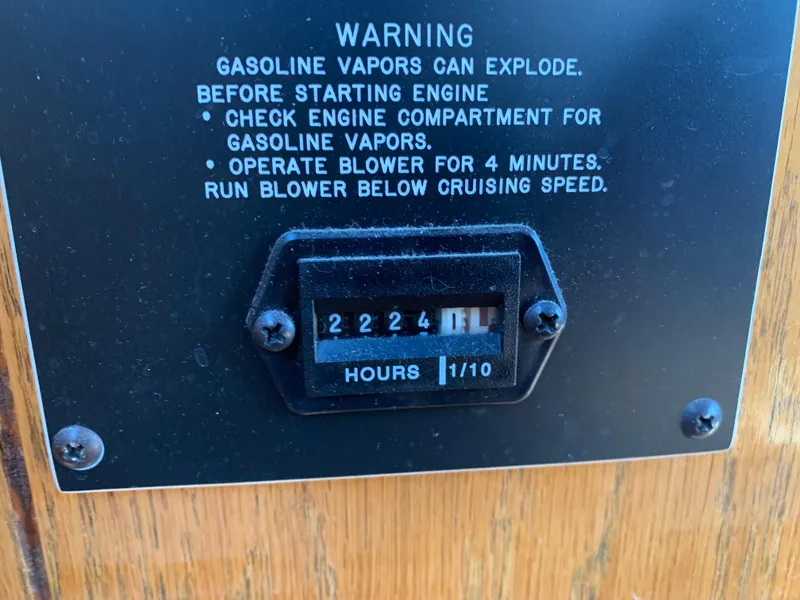 WARNING
GASOLINE VAPORS CAN EXPLODE.
BEFORE STARTING ENGINE
• CHECK ENGINE COMPARTMENT FOR
GASOLINE VAPORS.
• OPERATE BLOWER FOR 4 MINUTES.
RUN BLOWER BELOW CRUISING SPEED.
2224
HOURS 1/10